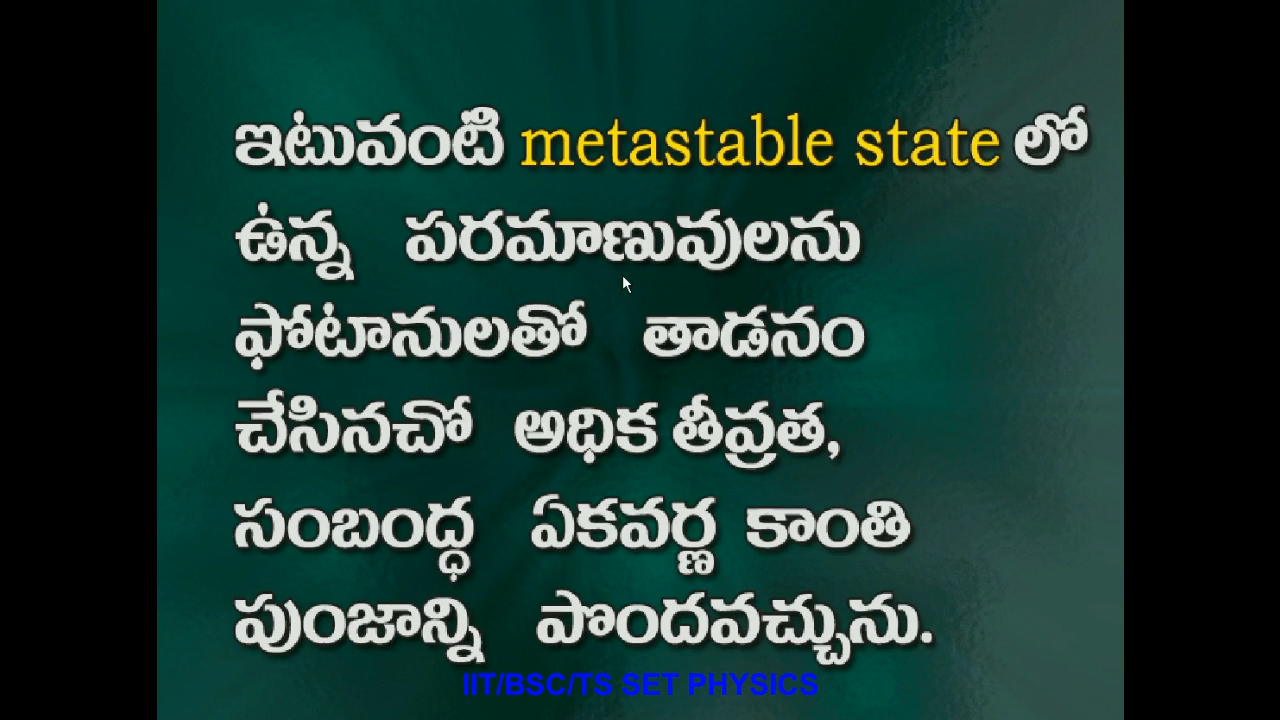 ఇటువంటి metastable state లో
ఉన్న పరమాణువులను
ఫోటానులతో తాడనం
చేసినచో అధిక తీవ్రత,
సంబంద్ధ ఏకవర్ణ కాంతి
పుంజాన్ని పొందవచ్చును.
IIT/BSC/TS SET PHYSICS